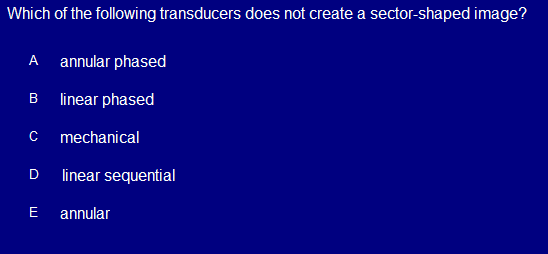 Which of the following transducers does not create a sector-shaped image?
A annular phased
B linear phased
C mechanical
D linear sequential
E annular